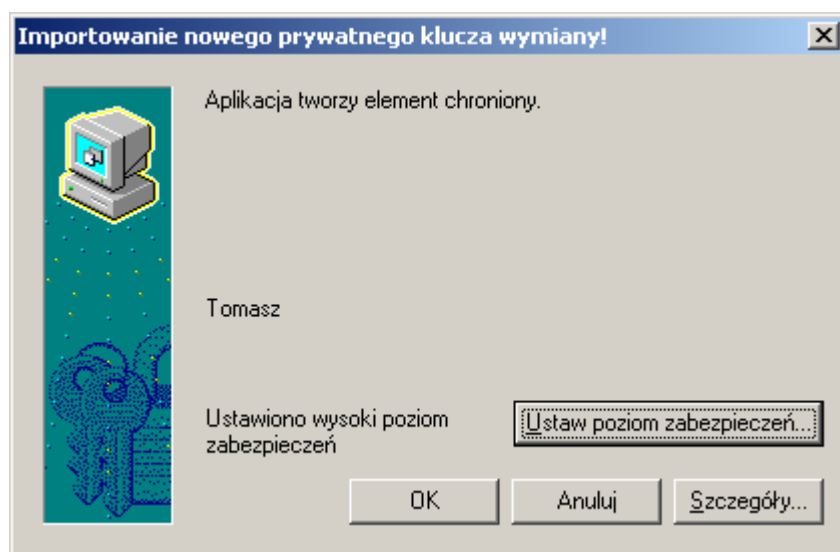 Importowanie nowego prywatnego klucza wymiany!
Aplikacja tworzy element chroniony.
Tomasz
Ustawiono wysoki poziom
zabezpieczeń
Ustaw poziom zabezpieczeń...
OK
Anuluj
Szczegóły...